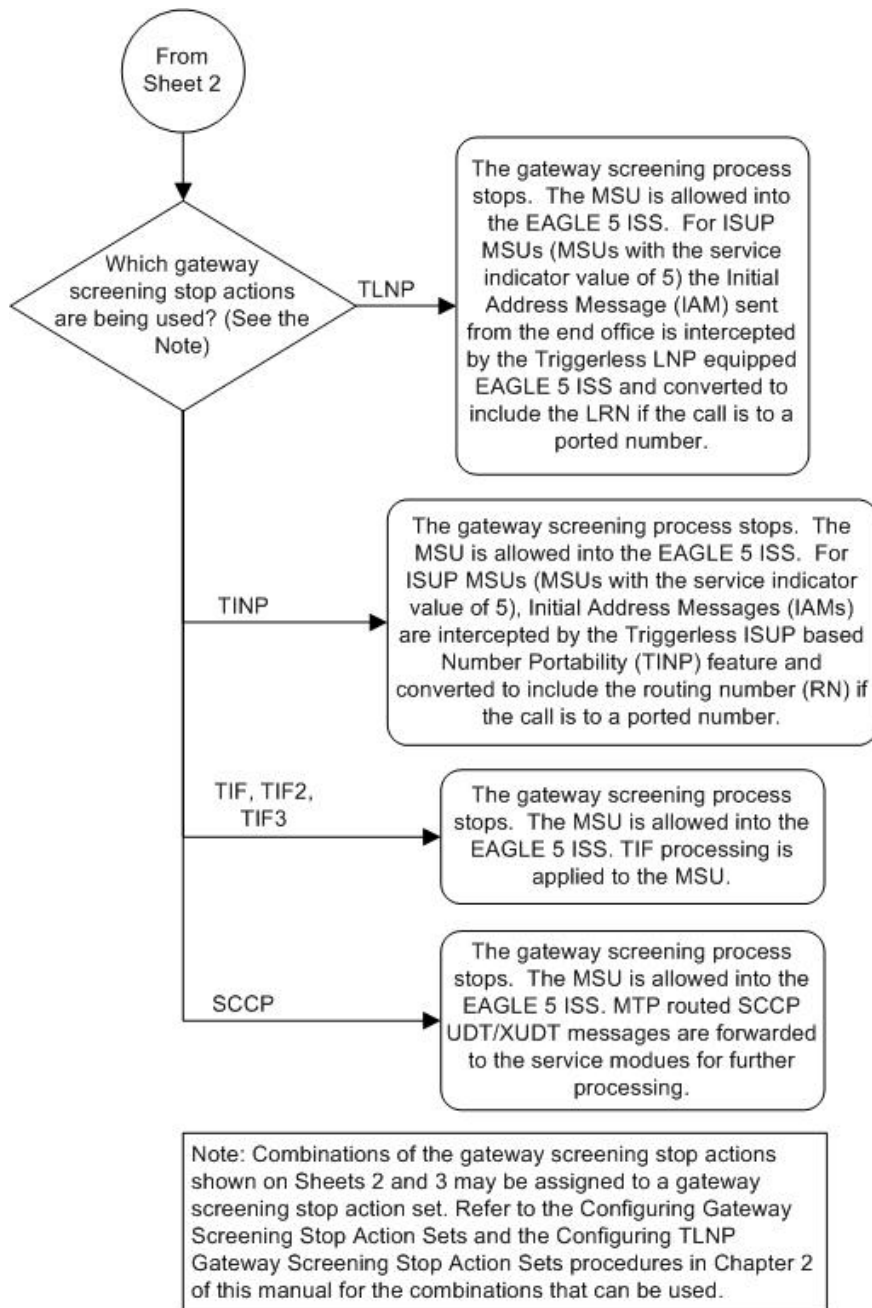 From
Sheet 2
Which gateway
screening stop actions
are being used? (See the
Note)
TLNP
The gateway screening process
stops.  The MSU is allowed into
the EAGLE 5 ISS.  For ISUP
MSUs (MSUs with the service
indicator value of 5) the Initial
Address Message (IAM) sent
from the end office is intercepted
by the Triggerless LNP equipped
EAGLE 5 ISS and converted to
include the LRN if the call is to a
ported number.
TINP
The gateway screening process stops.  The
MSU is allowed into the EAGLE 5 ISS.  For
ISUP MSUs (MSUs with the service indicator
value of 5), Initial Address Messages (IAMs)
are intercepted by the Triggerless ISUP based
Number Portability (TINP) feature and
converted to include the routing number (RN) if
the call is to a ported number.
TIF, TIF2,
TIF3
The gateway screening process
stops.  The MSU is allowed into the
EAGLE 5 ISS. TIF processing is
applied to the MSU.
SCCP
The gateway screening process
stops.  The MSU is allowed into the
EAGLE 5 ISS. MTP routed SCCP
UDT/XUDT messages are forwarded
to the service modues for further
processing.
Note: Combinations of the gateway screening stop actions
shown on Sheets 2 and 3 may be assigned to a gateway
screening stop action set. Refer to the Configuring Gateway
Screening Stop Action Sets and the Configuring TLNP
Gateway Screening Stop Action Sets procedures in Chapter 2
of this manual for the combinations that can be used.